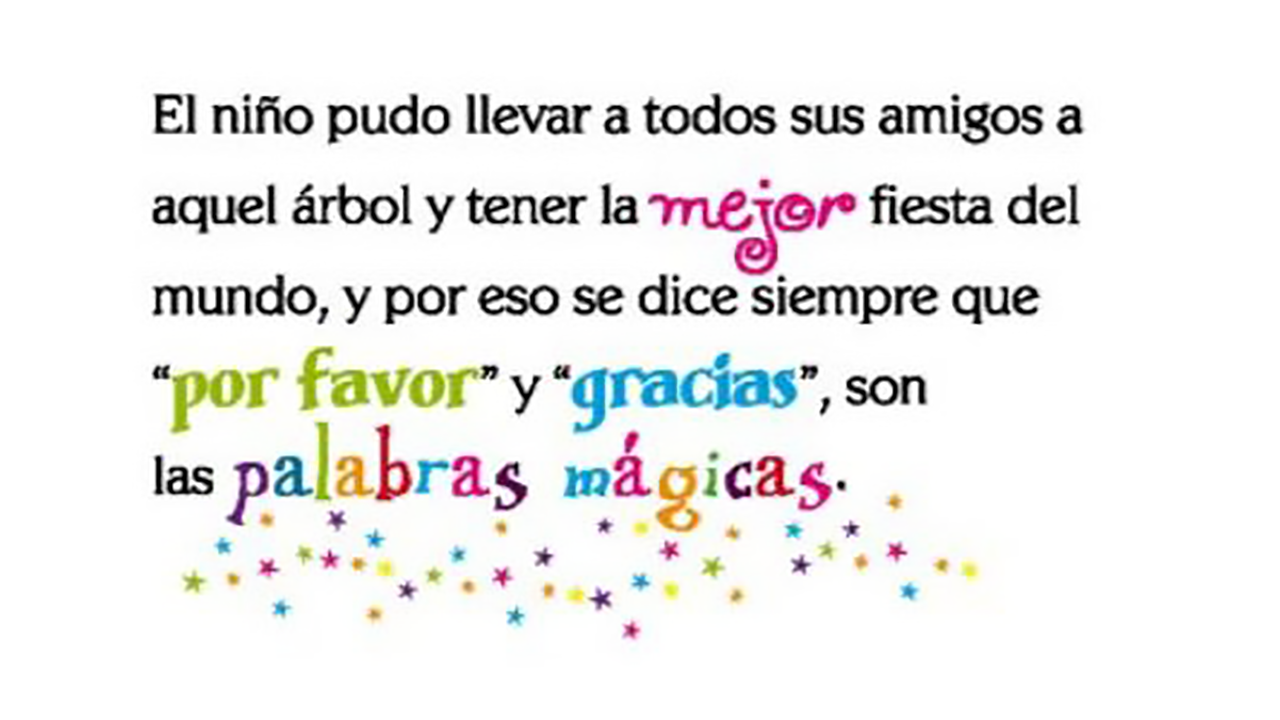 El niño pudo llevar a todos sus amigos a
aquel árbol y tener la mejor fiesta del
mundo, y por eso se dice siempre que
“por favor” y “gracias”, son
las palabras mágicas.